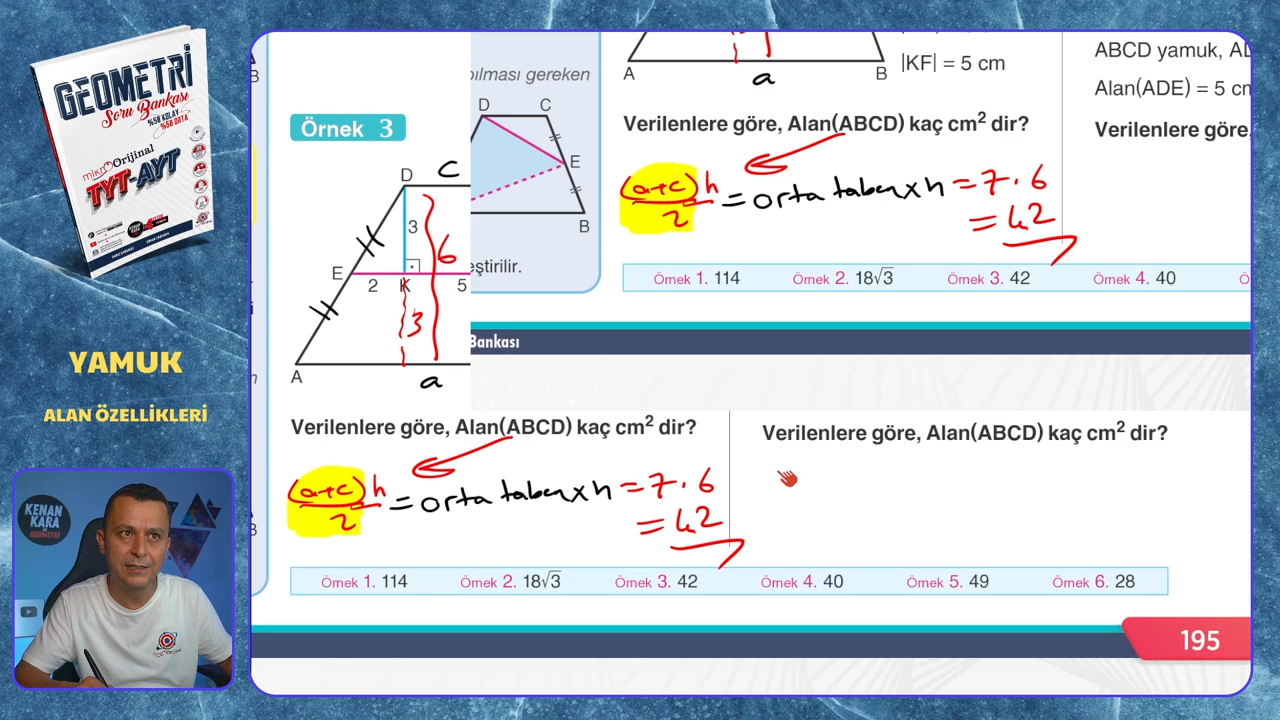 GEOMETRİ
Soru Bankası
%50 KOLAY
%50 ORTA
mikro Orijinal
TYT-AYT
YAMUK
ALAN ÖZELLİKLERİ
KENAN
KARA
GEOMETRİ
B
Örnek 3
D
C
3
6
E
2
K
5
3
A
a
pılması gereken
D
C
E
B
eştirilir.
Bankası
A
a
B
|KF| = 5 cm
ABCD yamuk, AD
Alan(ADE) = 5 cm
Verilenlere göre, Alan(ABCD) kaç cm² dir?
Verilenlere göre,
(a+c)h/2 = orta taban x h = 7.6
= 42
Örnek 1. 114 Örnek 2. 18√3 Örnek 3. 42 Örnek 4. 40 Ö
Verilenlere göre, Alan(ABCD) kaç cm² dir?
Verilenlere göre, Alan(ABCD) kaç cm² dir?
(a+c)h/2 = orta taban x h = 7.6
= 42
Örnek 1. 114 Örnek 2. 18√3 Örnek 3. 42 Örnek 4. 40 Örnek 5. 49 Örnek 6. 28
195